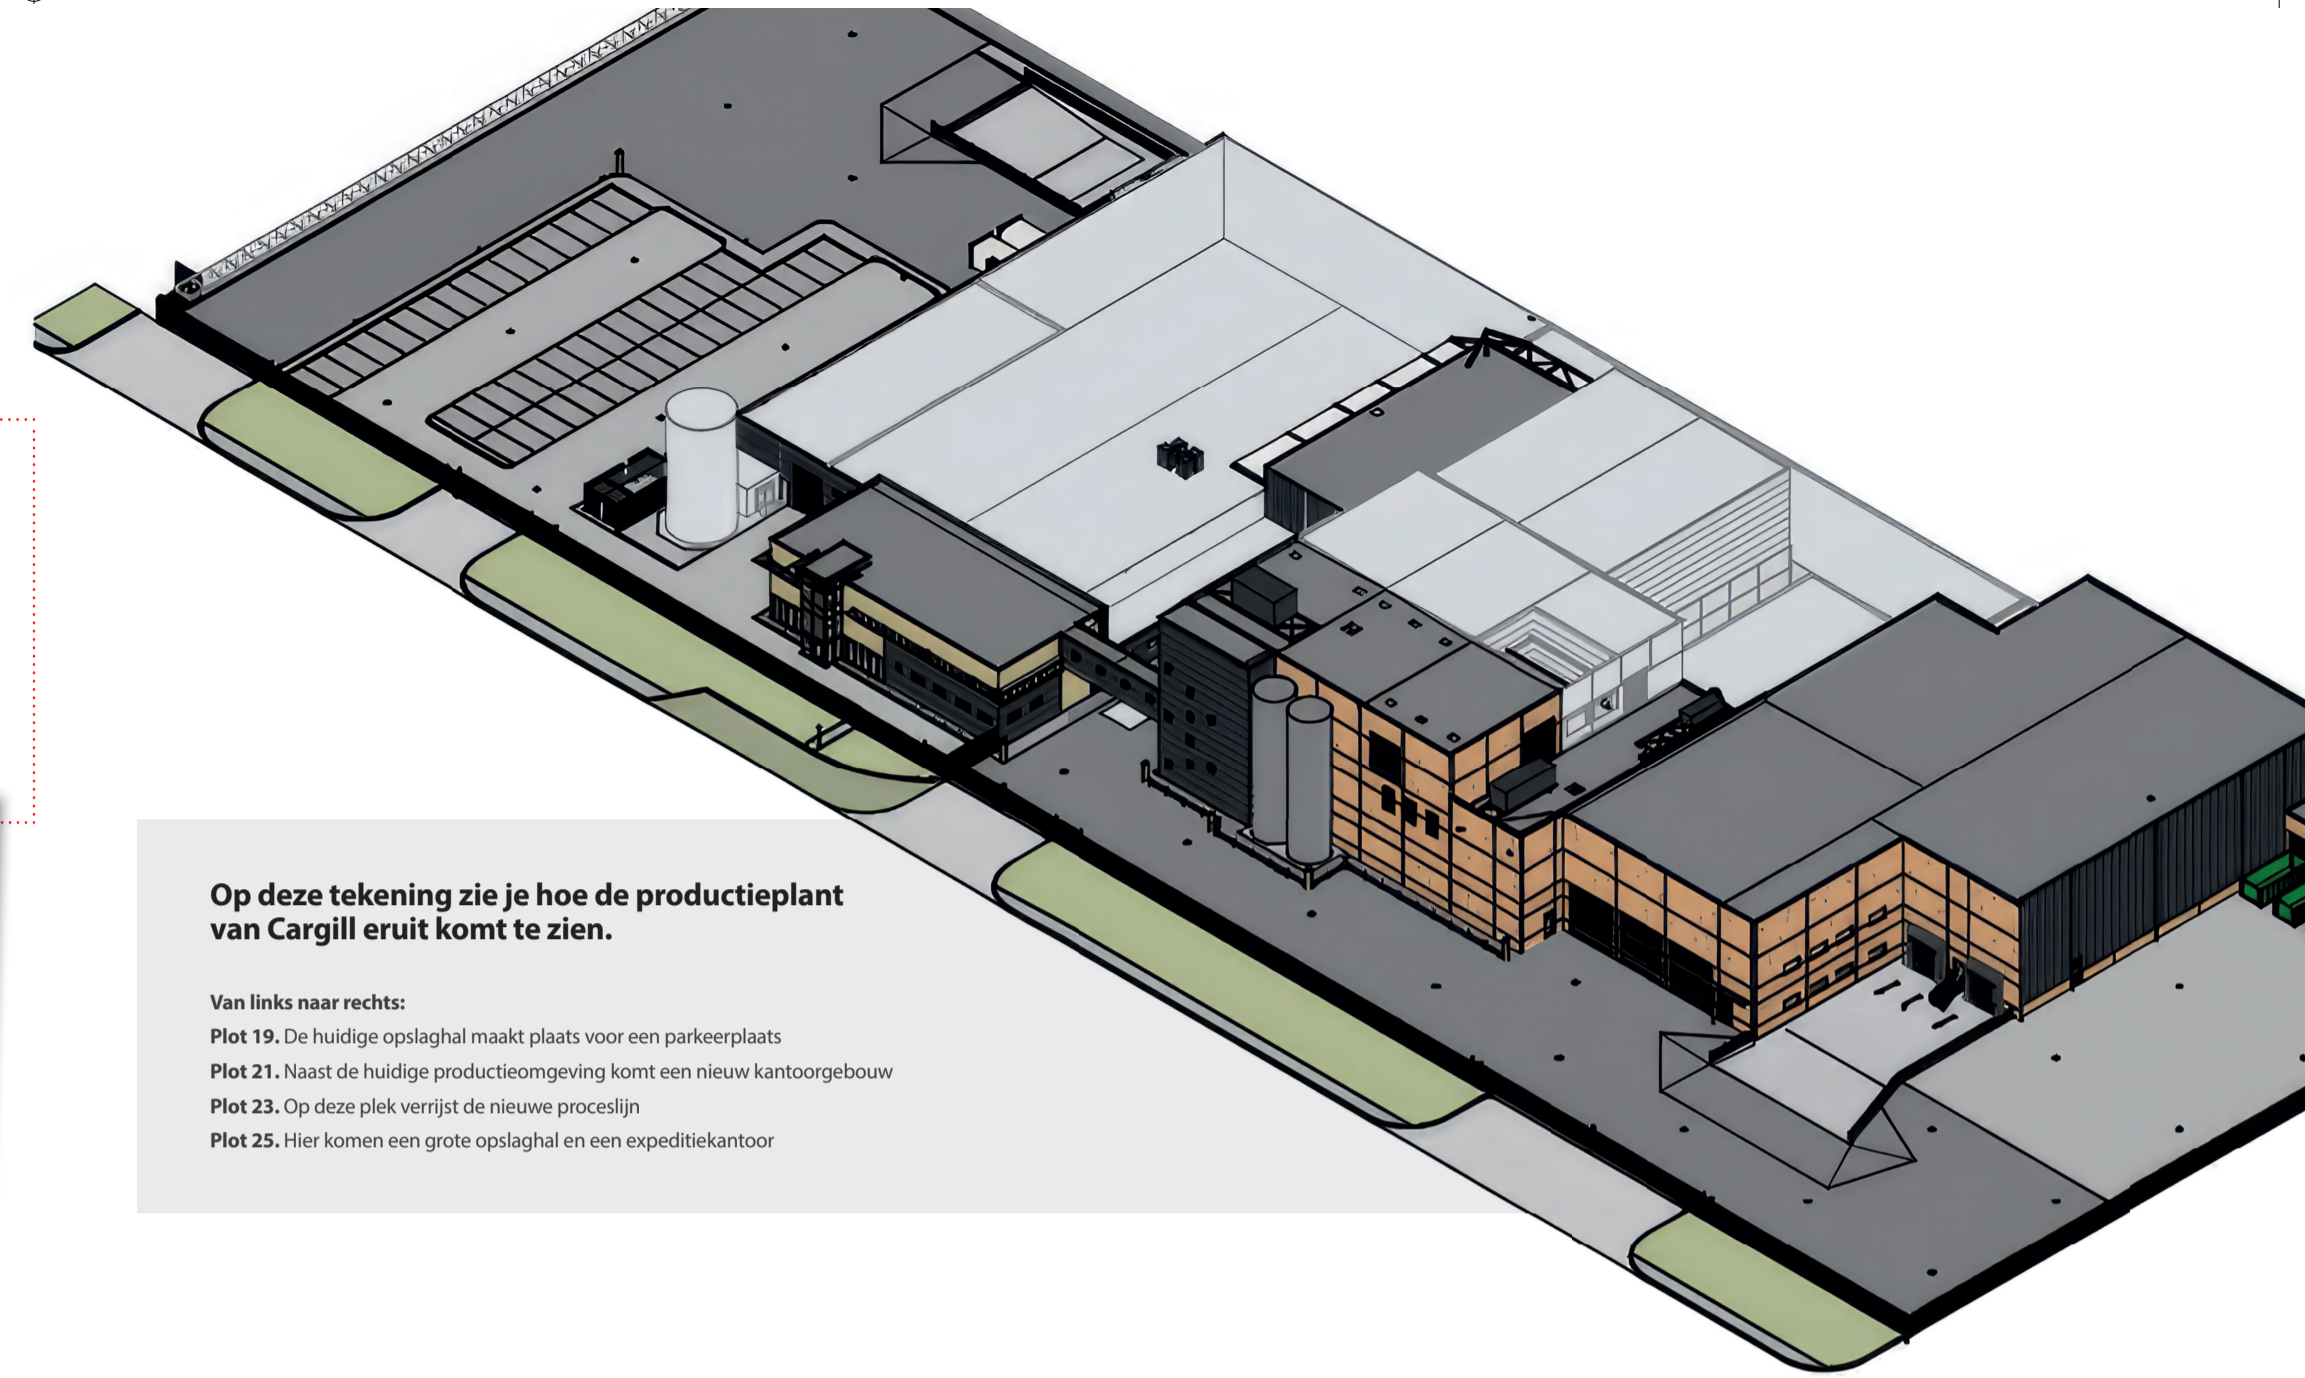 Op deze tekening zie je hoe de productieplant
van Cargill eruit komt te zien.
Van links naar rechts:
Plot 19. De huidige opslaghal maakt plaats voor een parkeerplaats
Plot 21. Naast de huidige productieomgeving komt een nieuw kantoorgebouw
Plot 23. Op deze plek verrijst de nieuwe proceslijn
Plot 25. Hier komen een grote opslaghal en een expeditiekantoor